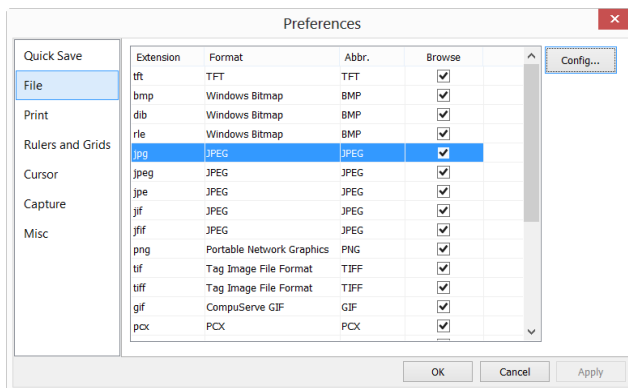 Preferences
Quick Save
File
Print
Rulers and Grids
Cursor
Capture
Misc
Extension Format Abbr. Browse
tft TFT TFT
bmp Windows Bitmap BMP
dib Windows Bitmap BMP
rle Windows Bitmap BMP
jpg JPEG JPEG
jpeg JPEG JPEG
jpe JPEG JPEG
jif JPEG JPEG
jfif JPEG JPEG
png Portable Network Graphics PNG
tif Tag Image File Format TIFF
tiff Tag Image File Format TIFF
gif CompuServe GIF GIF
pcx PCX PCX
Config...
OK Cancel Apply